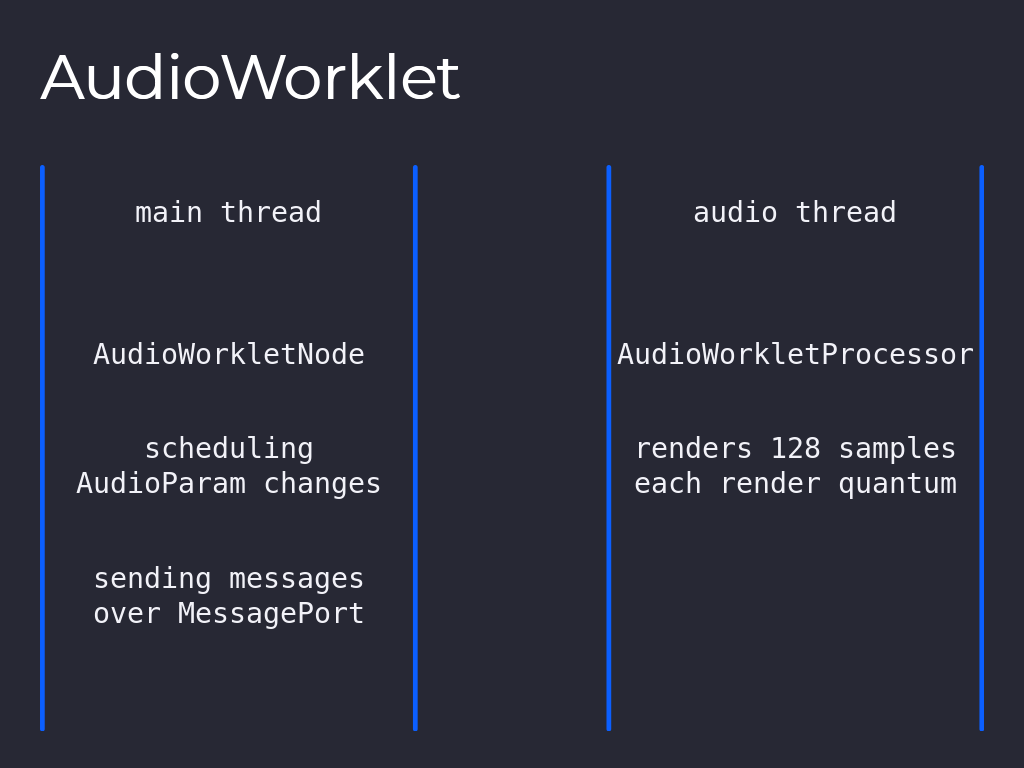 AudioWorklet
main thread
AudioWorkletNode
scheduling
AudioParam changes
sending messages
over MessagePort
audio thread
AudioWorkletProcessor
renders 128 samples
each render quantum